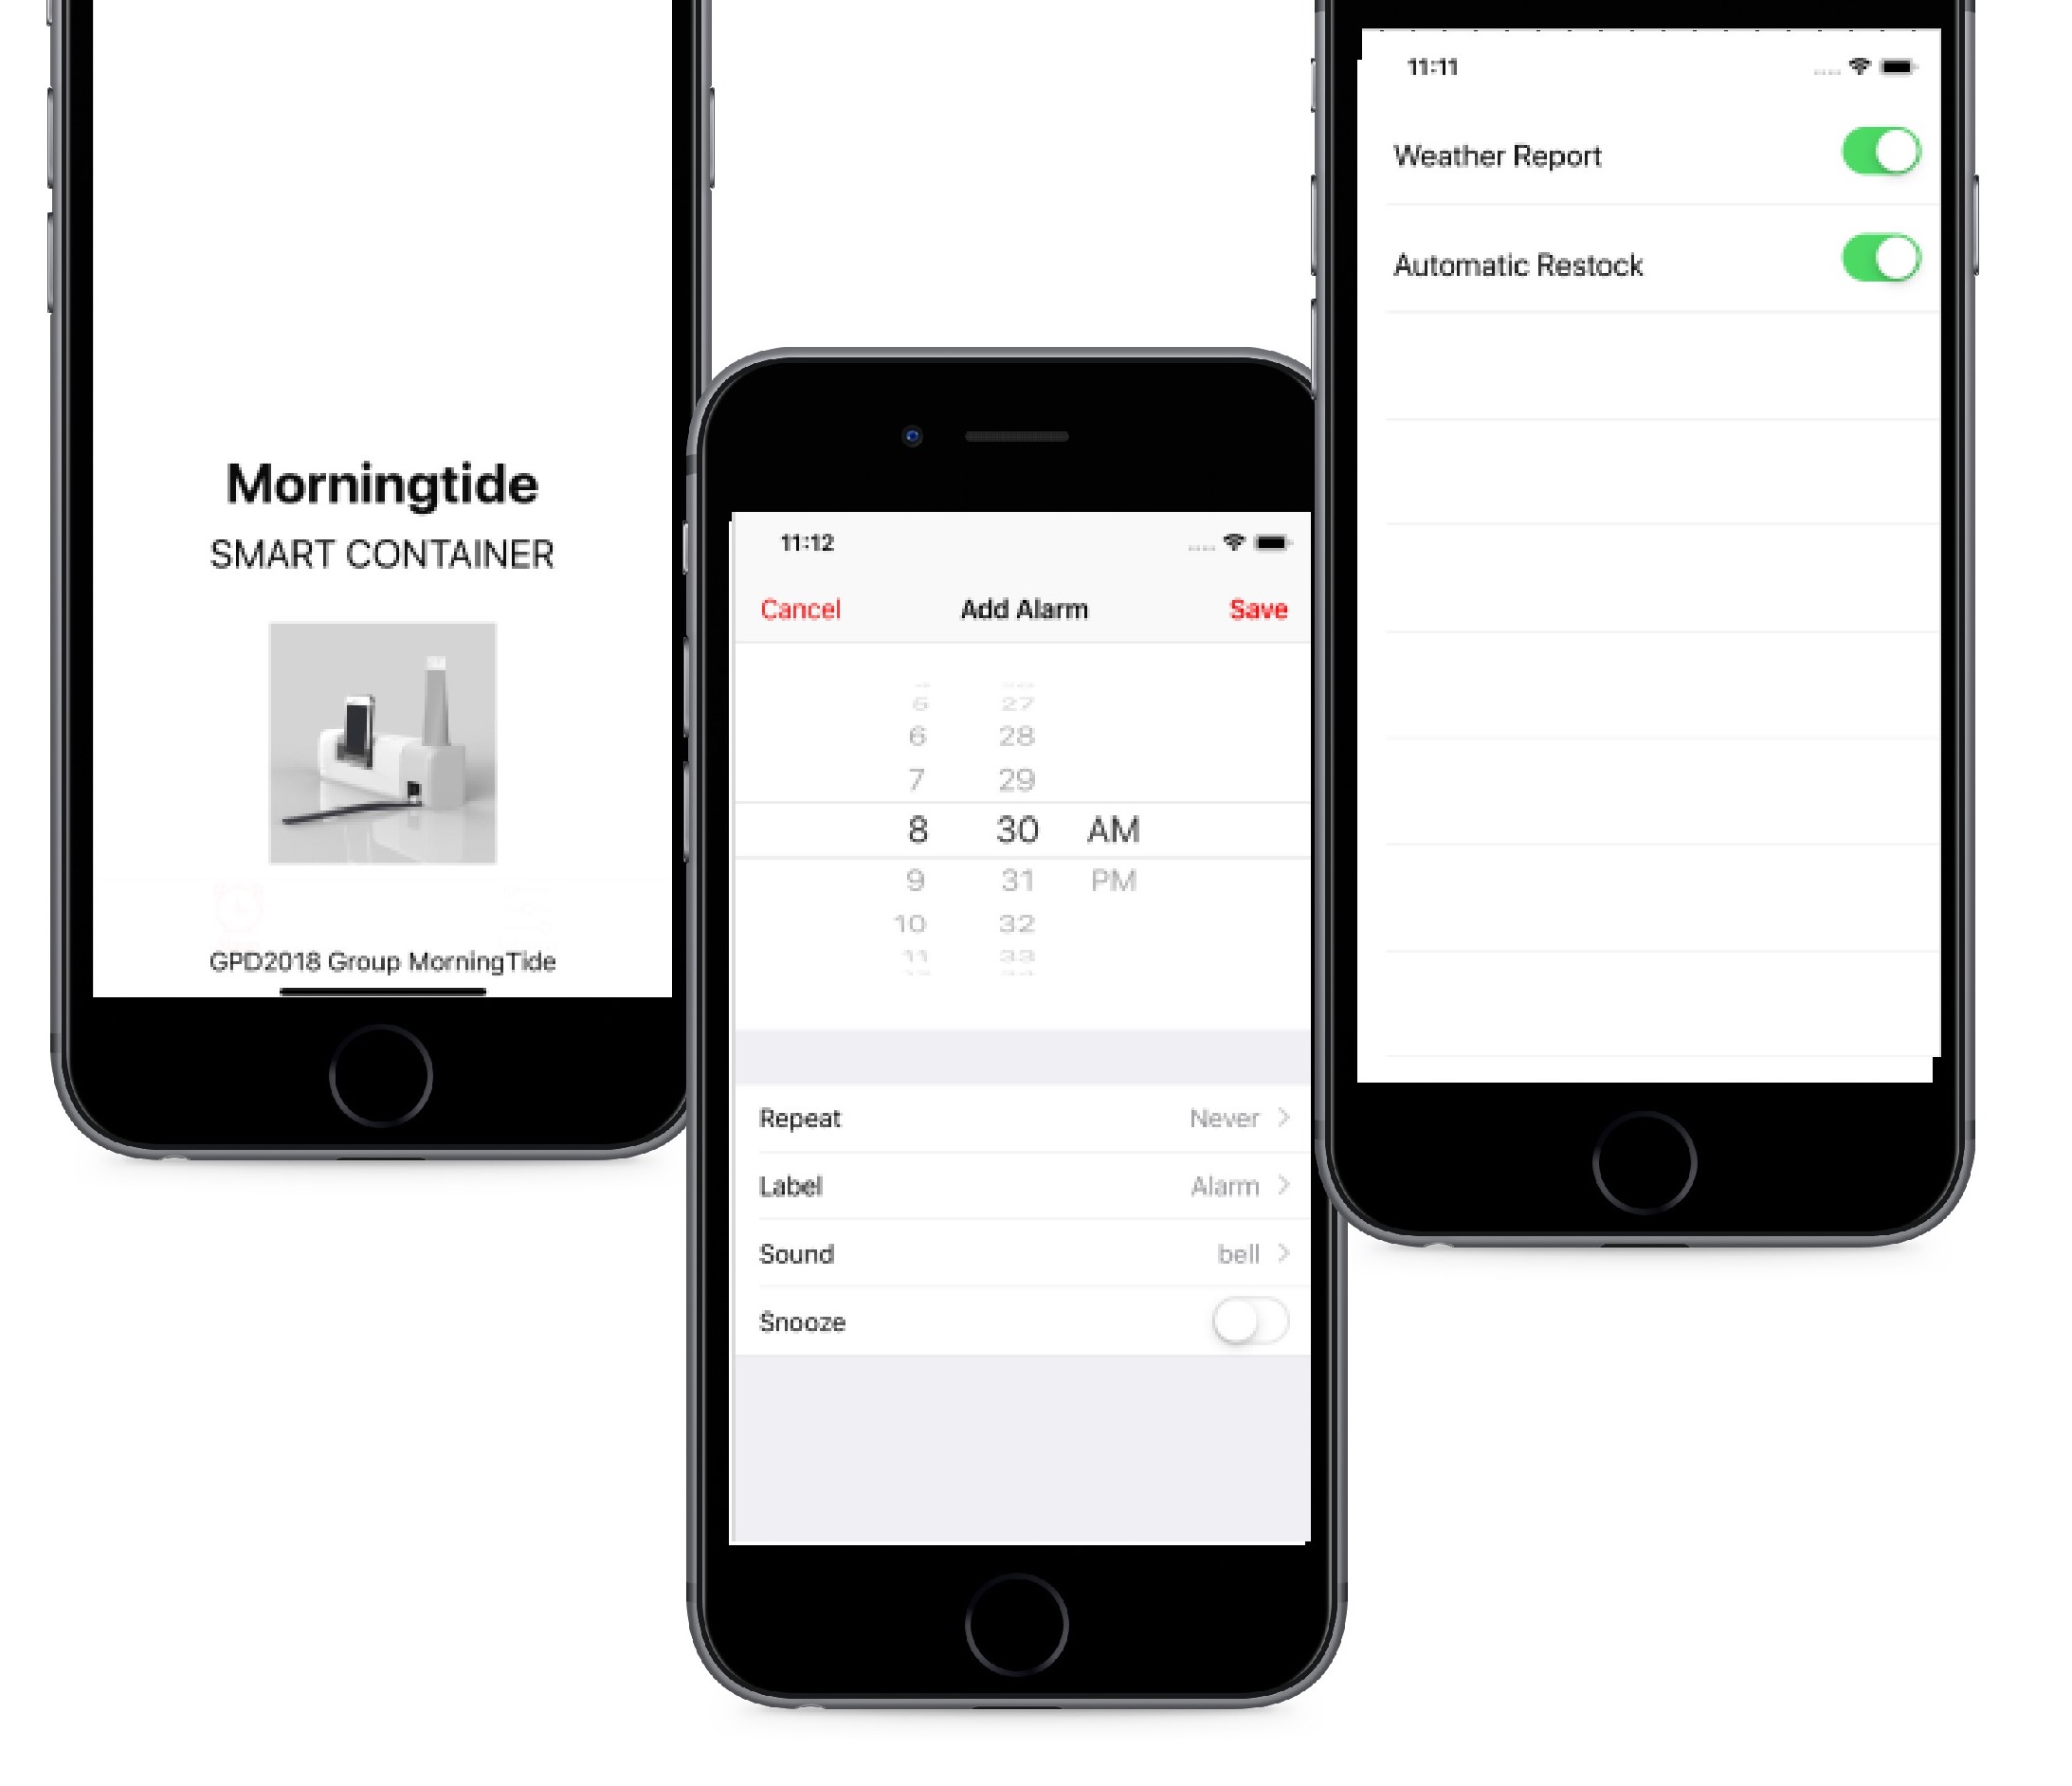 Morningtide
SMART CONTAINER
GPD2018 Group MorningTide
11:12
Cancel Add Alarm Save
5 27
6 28
7 29
8 30 AM
9 31 PM
10 32
11 33
Repeat Never
Label Alarm
Sound bell
Snooze
11:11
Weather Report
Automatic Restock